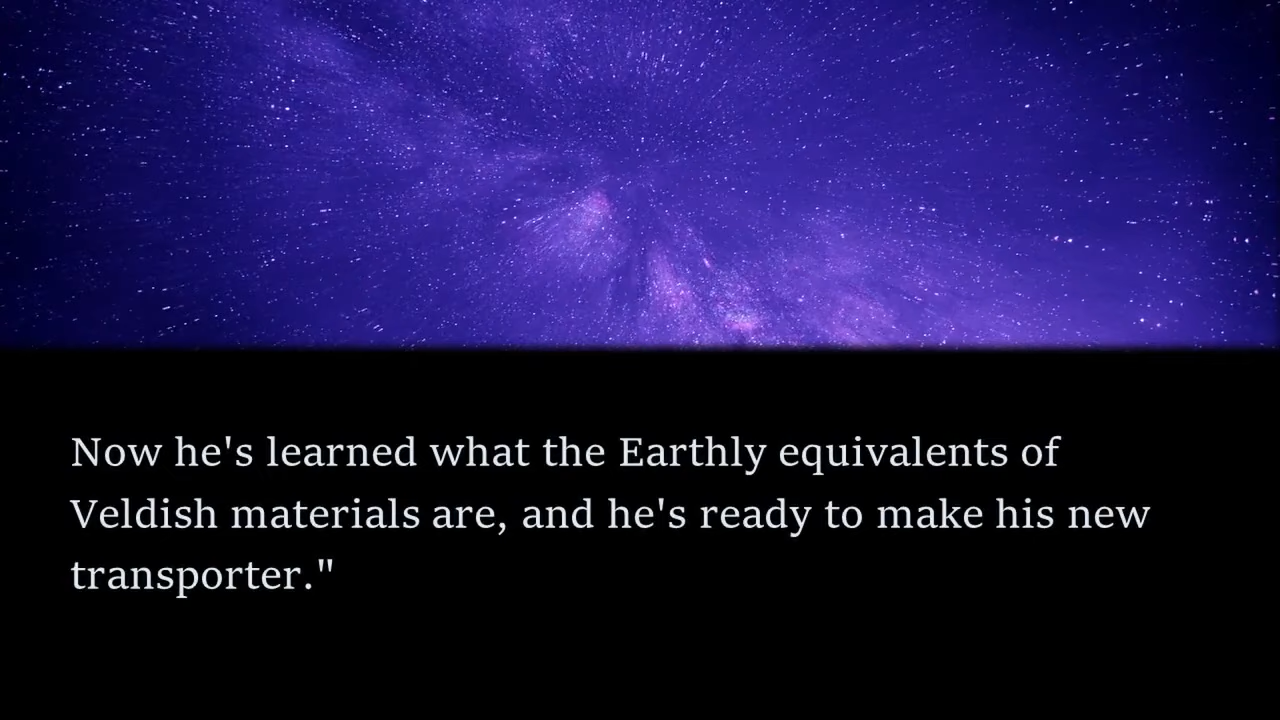 Now he's learned what the Earthly equivalents of
Veldish materials are, and he's ready to make his new
transporter."